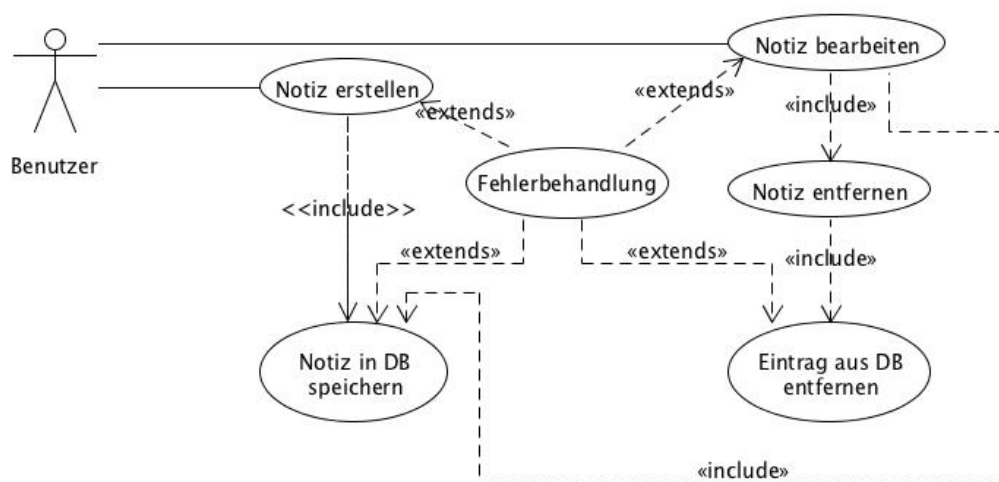 Notiz bearbeiten
Notiz erstellen
«extends»
«include»
«extends»
Benutzer
Fehlerbehandlung
Notiz entfernen
<<include>>
«extends»
«extends»
«include»
Notiz in DB
speichern
Eintrag aus DB
entfernen
«include»